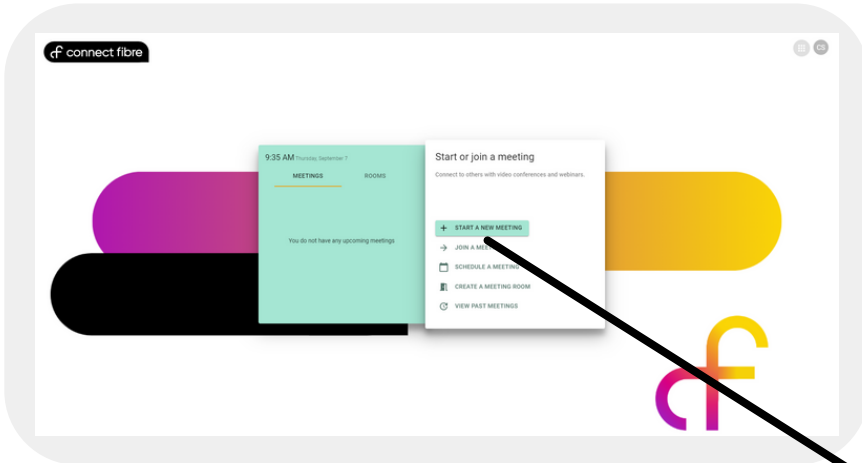 connect fibre
CS
9:35 AM Thursday, September 7
MEETINGS ROOMS
You do not have any upcoming meetings
Start or join a meeting
Connect to others with video conferences and webinars.
START A NEW MEETING
JOIN A
SCHEDULE A MEETING
CREATE A MEETING ROOM
VIEW PAST MEETINGS